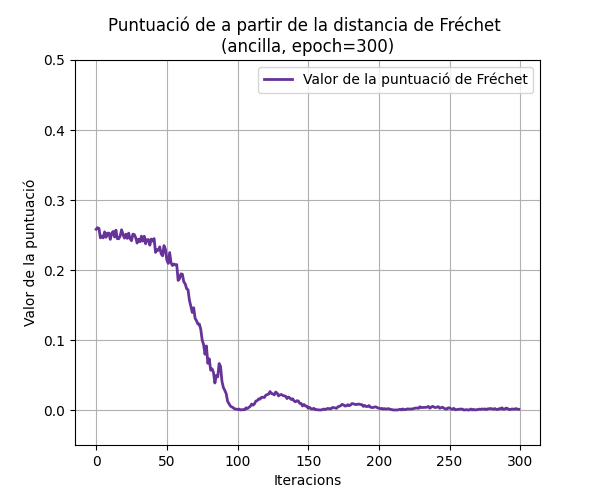 Puntuació de a partir de la distancia de Fréchet
(ancilla, epoch=300)
Valor de la puntuació de Fréchet
Valor de la puntuació
0.5
0.4
0.3
0.2
0.1
0.0
0 50 100 150 200 250 300
Iteracions